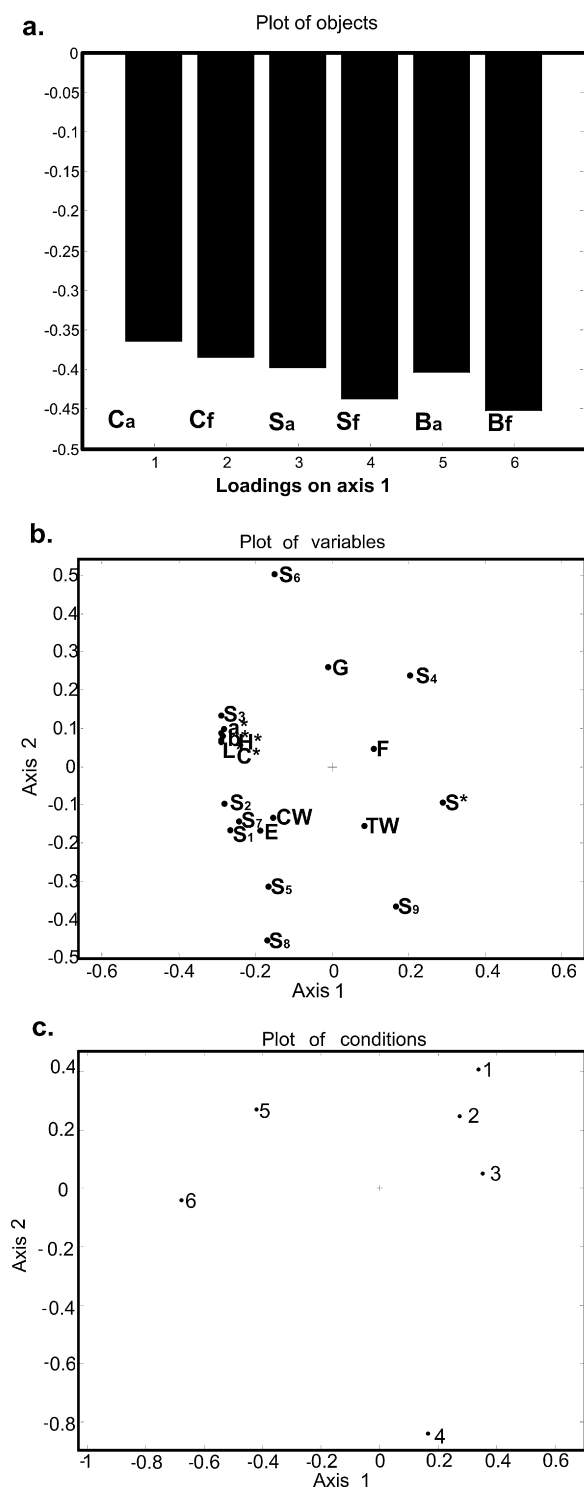 a.
Plot of objects
0
-0.05
-0.1
-0.15
-0.2
-0.25
-0.3
-0.35
-0.4
-0.45
-0.5
Ca Cf Sa Sf Ba Bf
1 2 3 4 5 6
Loadings on axis 1
b.
Plot of variables
Axis 2
0.5
0.4
0.3
0.2
0.1
0
-0.1
-0.2
-0.3
-0.4
-0.5
S6
G
S4
S3
a*
b*
H*
L*
C*
F
S2
S7
CW
S*
S1
E
TW
S5
S9
S8
-0.6 -0.4 -0.2 0 0.2 0.4 0.6
Axis 1
c.
Plot of conditions
Axis 2
0.4
0.2
0
-0.2
-0.4
-0.6
-0.8
1
5
2
3
6
4
-1 -0.8 -0.6 -0.4 -0.2 0 0.2 0.4 0.6
Axis 1